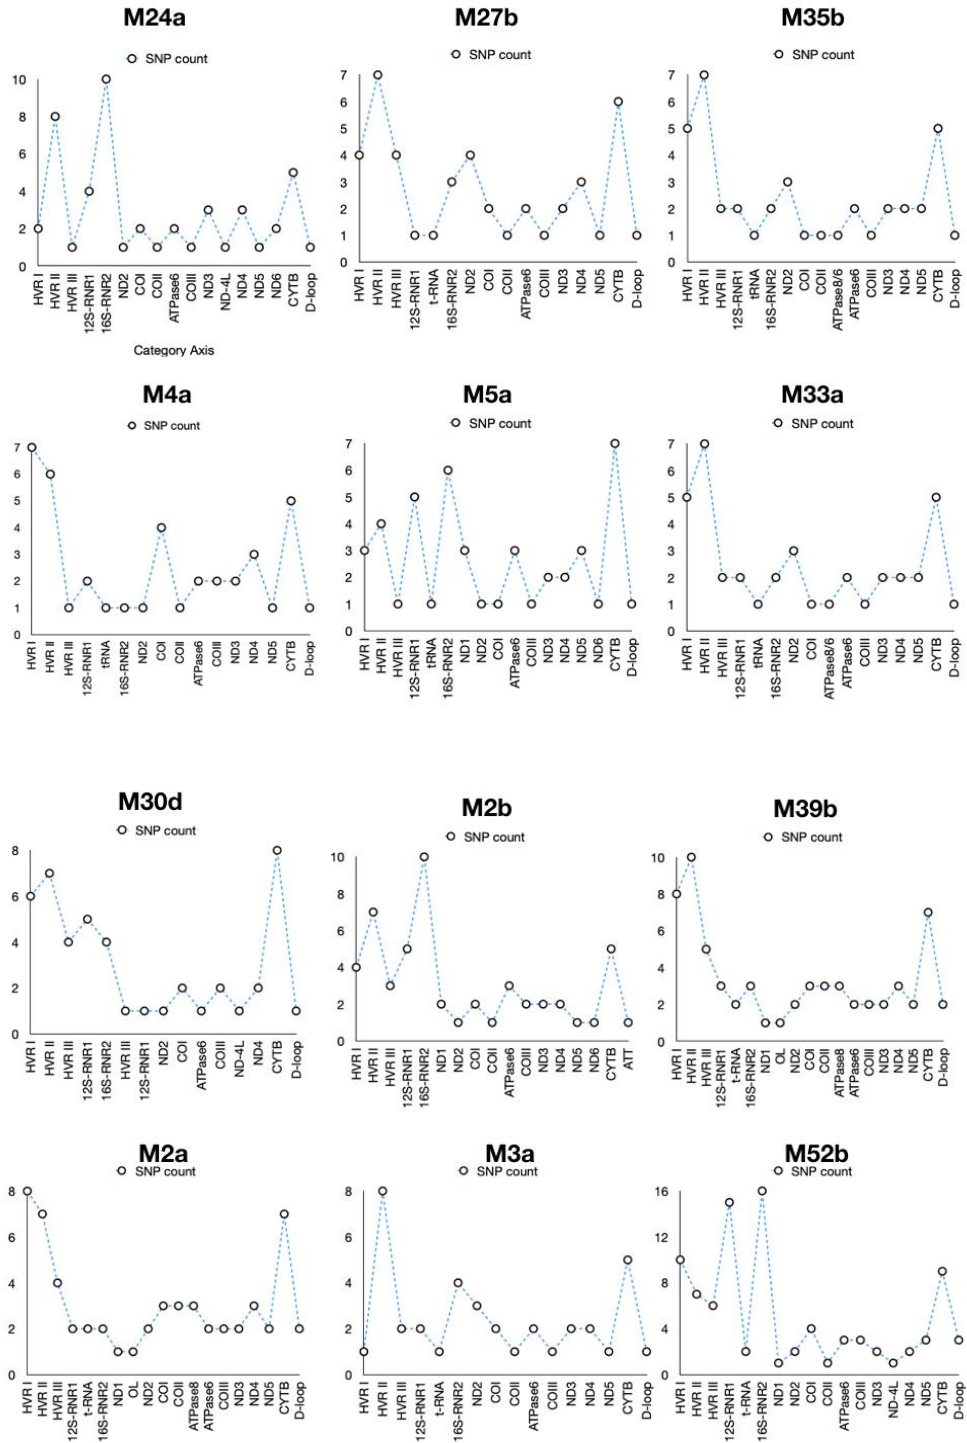 M24a
SNP count
10
8
6
4
2
0
HVR I
HVR II
HVR III
12S-RNR1
16S-RNR2
ND2
COI
COII
ATPase6
COIII
ND3
ND-4L
ND4
ND5
ND6
CYTB
D-loop
Category Axis
M27b
SNP count
7
6
5
4
3
2
1
0
HVR I
HVR II
HVR III
12S-RNR1
t-RNA
16S-RNR2
ND2
COI
COII
ATPase6
COIII
ND3
ND4
ND5
CYTB
D-loop
M35b
SNP count
7
6
5
4
3
2
1
0
HVR I
HVR II
HVR III
12S-RNR1
tRNA
16S-RNR2
ND2
COI
COII
ATPase8/6
ATPase6
COIII
ND3
ND4
ND5
CYTB
D-loop
M4a
SNP count
7
6
5
4
3
2
1
0
HVR I
HVR II
HVR III
12S-RNR1
tRNA
16S-RNR2
ND2
COI
COII
ATPase6
COIII
ND3
ND4
ND5
CYTB
D-loop
M5a
SNP count
7
6
5
4
3
2
1
0
HVR I
HVR II
HVR III
12S-RNR1
tRNA
16S-RNR2
ND1
ND2
COI
ATPase6
COIII
ND3
ND4
ND5
ND6
CYTB
D-loop
M33a
SNP count
7
6
5
4
3
2
1
0
HVR I
HVR II
HVR III
12S-RNR1
tRNA
16S-RNR2
ND2
COI
ATPase8/6
ATPase6
COIII
ND3
ND4
ND5
CYTB
D-loop
M30d
SNP count
8
6
4
2
0
HVR I
HVR II
HVR III
12S-RNR1
16S-RNR2
HVR III
12S-RNR1
ND2
COI
ATPase6
COIII
ND-4L
ND4
CYTB
D-loop
M2b
SNP count
10
8
6
4
2
0
HVR I
HVR II
HVR III
12S-RNR1
16S-RNR2
ND1
ND2
COI
COII
ATPase6
COIII
ND3
ND4
ND5
ND6
CYTB
ATT
M39b
SNP count
10
8
6
4
2
0
HVR I
HVR II
HVR III
12S-RNR1
t-RNA
16S-RNR2
ND1
OL
ND2
COI
COII
ATPase8
ATPase6
COIII
ND3
ND4
ND5
CYTB
D-loop
M2a
SNP count
8
6
4
2
0
HVR I
HVR II
HVR III
12S-RNR1
t-RNA
16S-RNR2
ND1
OL
ND2
COI
COII
ATPase8
ATPase6
COIII
ND3
ND4
ND5
CYTB
D-loop
M3a
SNP count
8
6
4
2
0
HVR I
HVR II
HVR III
12S-RNR1
t-RNA
16S-RNR2
ND2
COI
COII
ATPase6
COIII
ND3
ND4
ND5
CYTB
D-loop
M52b
SNP count
16
12
8
4
0
HVR I
HVR II
HVR III
12S-RNR1
t-RNA
16S-RNR2
ND1
ND2
COI
COII
ATPase6
COIII
ND3
ND-4L
ND4
ND5
CYTB
D-loop